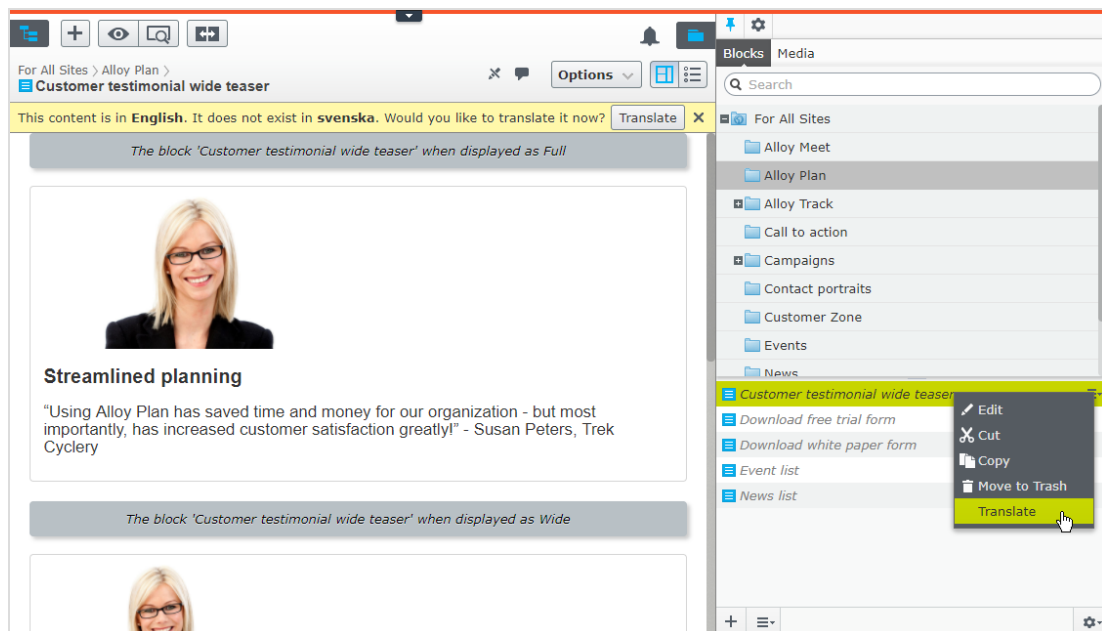 For All Sites > Alloy Plan >
Customer testimonial wide teaser
Options
This content is in English. It does not exist in svenska. Would you like to translate it now? Translate
The block 'Customer testimonial wide teaser' when displayed as Full
Streamlined planning
“Using Alloy Plan has saved time and money for our organization - but most
importantly, has increased customer satisfaction greatly!” - Susan Peters, Trek
Cyclery
The block 'Customer testimonial wide teaser' when displayed as Wide
Blocks Media
Search
For All Sites
Alloy Meet
Alloy Plan
Alloy Track
Call to action
Campaigns
Contact portraits
Customer Zone
Events
News
Customer testimonial wide teaser
Download free trial form
Download white paper form
Event list
News list
Edit
Cut
Copy
Move to Trash
Translate